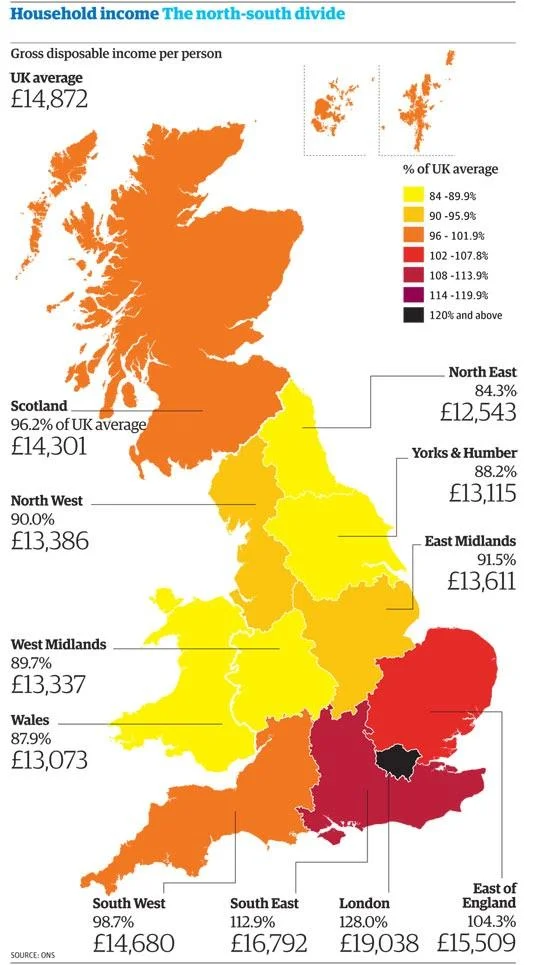 Household income The north-south divide
Gross disposable income per person
UK average
£14,872
% of UK average
84 -89.9%
90 -95.9%
96 - 101.9%
102 -107.8%
108 -113.9%
114 -119.9%
120% and above
North East
84.3%
£12,543
Scotland
96.2% of UK average
£14,301
Yorks & Humber
88.2%
£13,115
North West
90.0%
£13,386
East Midlands
91.5%
£13,611
West Midlands
89.7%
£13,337
Wales
87.9%
£13,073
South West
98.7%
£14,680
South East
112.9%
£16,792
London
128.0%
£19,038
East of
England
104.3%
£15,509
SOURCE: ONS